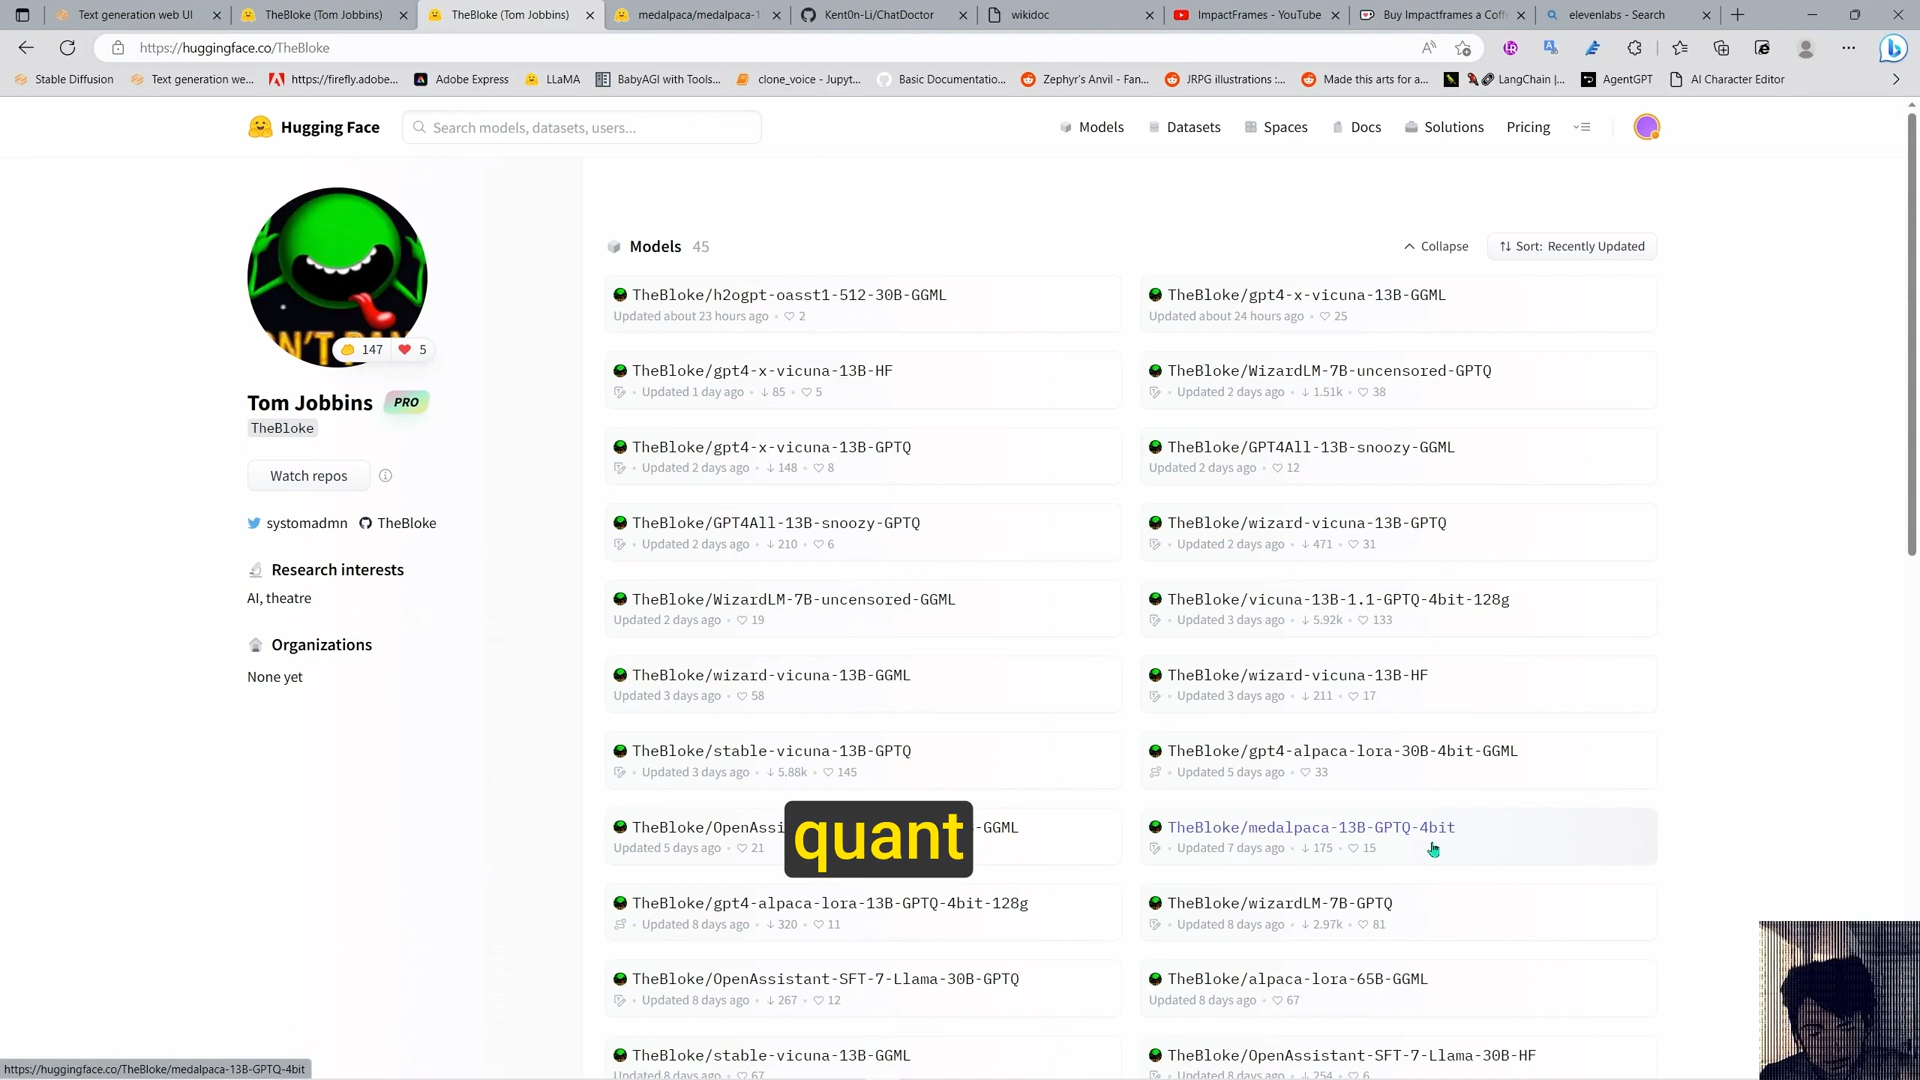 Text generation web UI
TheBloke (Tom Jobbins)
TheBloke (Tom Jobbins)
medalpaca/medalpaca-1
Kent0n-Li/ChatDoctor
wikidoc
ImpactFrames - YouTube
Buy Impactframes a Coff
elevenlabs - Search
https://huggingface.co/TheBloke
Stable Diffusion
Text generation we...
https://firefly.adobe...
Adobe Express
LLaMA
BabyAGI with Tools...
clone_voice - Jupyt...
Basic Documentatio...
Zephyr's Anvil - Fan...
JRPG illustrations :...
Made this arts for a...
LangChain |...
AgentGPT
AI Character Editor
Hugging Face
Search models, datasets, users...
Models
Datasets
Spaces
Docs
Solutions
Pricing
147
5
Tom Jobbins PRO
TheBloke
Watch repos
systomadmn TheBloke
Research interests
AI, theatre
Organizations
None yet
Models 45
Collapse
Sort: Recently Updated
TheBloke/h2ogpt-oasst1-512-30B-GGML
Updated about 23 hours ago • 2
TheBloke/gpt4-x-vicuna-13B-GGML
Updated about 24 hours ago • 25
TheBloke/gpt4-x-vicuna-13B-HF
• Updated 1 day ago • ↓ 85 • 5
TheBloke/WizardLM-7B-uncensored-GPTQ
• Updated 2 days ago • ↓ 1.51k • 38
TheBloke/gpt4-x-vicuna-13B-GPTQ
• Updated 2 days ago • ↓ 148 • 8
TheBloke/GPT4All-13B-snoozy-GGML
Updated 2 days ago • 12
TheBloke/GPT4All-13B-snoozy-GPTQ
• Updated 2 days ago • ↓ 210 • 6
TheBloke/wizard-vicuna-13B-GPTQ
• Updated 2 days ago • ↓ 471 • 31
TheBloke/WizardLM-7B-uncensored-GGML
Updated 2 days ago • 19
TheBloke/vicuna-13B-1.1-GPTQ-4bit-128g
• Updated 3 days ago • ↓ 5.92k • 133
TheBloke/wizard-vicuna-13B-GGML
Updated 3 days ago • 58
TheBloke/wizard-vicuna-13B-HF
• Updated 3 days ago • ↓ 211 • 17
TheBloke/stable-vicuna-13B-GPTQ
• Updated 3 days ago • ↓ 5.88k • 145
TheBloke/gpt4-alpaca-lora-30B-4bit-GGML
• Updated 5 days ago • 33
TheBloke/OpenAssi
-GGML
Updated 5 days ago • 21
quant
TheBloke/medalpaca-13B-GPTQ-4bit
• Updated 7 days ago • ↓ 175 • 15
TheBloke/gpt4-alpaca-lora-13B-GPTQ-4bit-128g
• Updated 8 days ago • ↓ 320 • 11
TheBloke/wizardLM-7B-GPTQ
• Updated 8 days ago • ↓ 2.97k • 81
TheBloke/OpenAssistant-SFT-7-Llama-30B-GPTQ
• Updated 8 days ago • ↓ 267 • 12
TheBloke/alpaca-lora-65B-GGML
Updated 8 days ago • 67
TheBloke/stable-vicuna-13B-GGML
Updated 8 days ago • 67
TheBloke/OpenAssistant-SFT-7-Llama-30B-HF
• Updated 8 days ago • ↓ 254 • 6
https://huggingface.co/TheBloke/medalpaca-13B-GPTQ-4bit